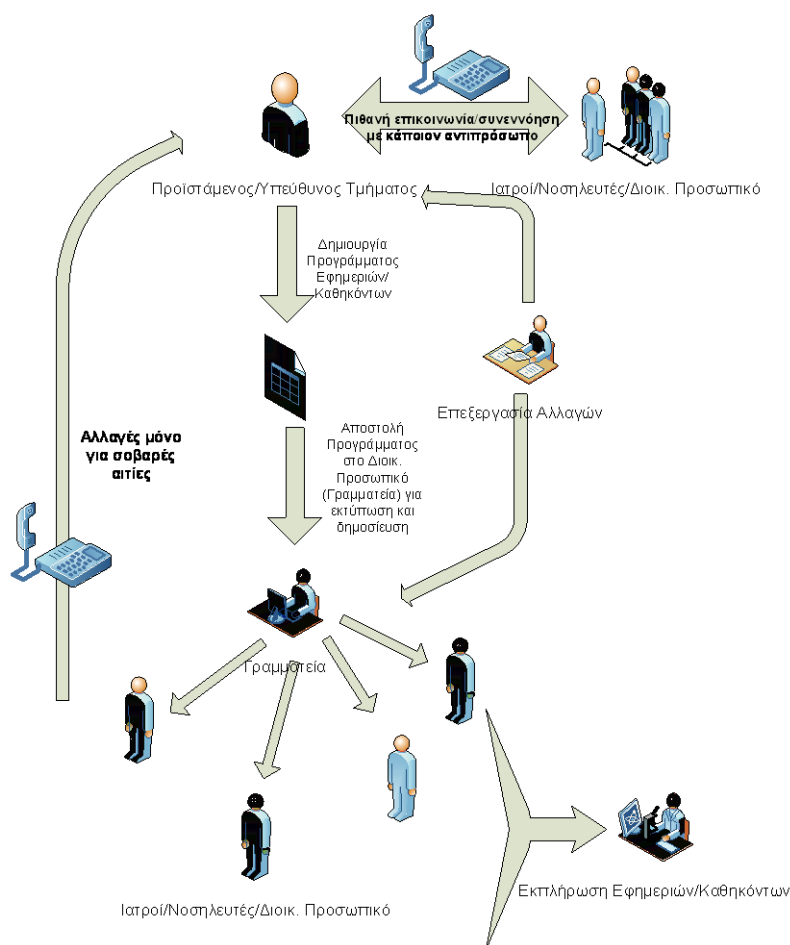 Πιθανή επικοινωνία/συνεννόηση
με κάποιον αντιπρόσωπο
Προϊστάμενος/Υπεύθυνος Τμήματος
Ιατροί/Νοσηλευτές/Διοικ. Προσωπικό
Δημιουργία
Προγράμματος
Εφημεριών/
Καθηκόντων
Επεξεργασία Αλλαγών
Αλλαγές μόνο
για σοβαρές
αιτίες
Αποστολή
Προγράμματος
στο Διοικ.
Προσωπικό
(Γραμματεία) για
εκτύπωση και
δημοσίευση
Γραμματεία
Ιατροί/Νοσηλευτές/Διοικ. Προσωπικό
Εκπλήρωση Εφημεριών/Καθηκόντων